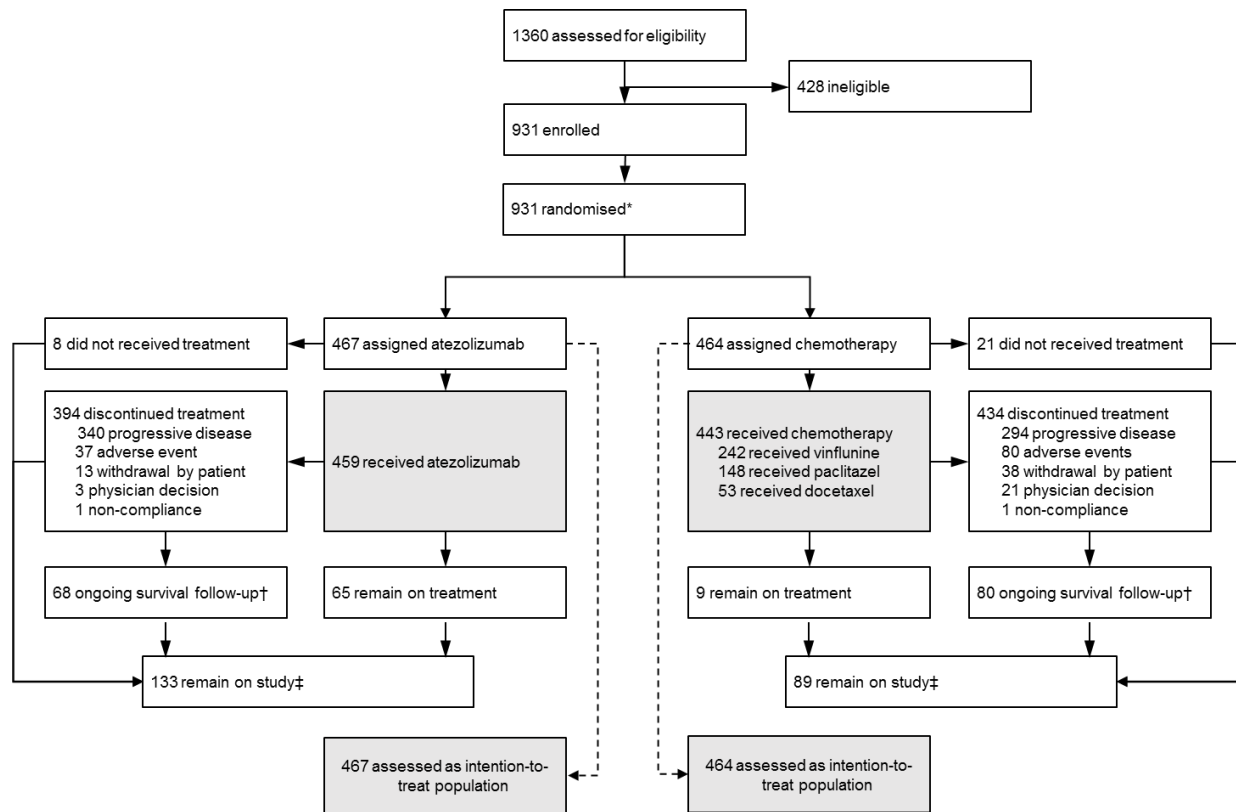 1360 assessed for eligibility
428 ineligible
931 enrolled
931 randomised*
8 did not received treatment
467 assigned atezolizumab
464 assigned chemotherapy
21 did not received treatment
394 discontinued treatment
340 progressive disease
37 adverse event
13 withdrawal by patient
3 physician decision
1 non-compliance
459 received atezolizumab
443 received chemotherapy
242 received vinflunine
148 received paclitazel
53 received docetaxel
434 discontinued treatment
294 progressive disease
80 adverse events
38 withdrawal by patient
21 physician decision
1 non-compliance
68 ongoing survival follow-up†
65 remain on treatment
9 remain on treatment
80 ongoing survival follow-up†
133 remain on study‡
89 remain on study‡
467 assessed as intention-to-
treat population
464 assessed as intention-to-
treat population